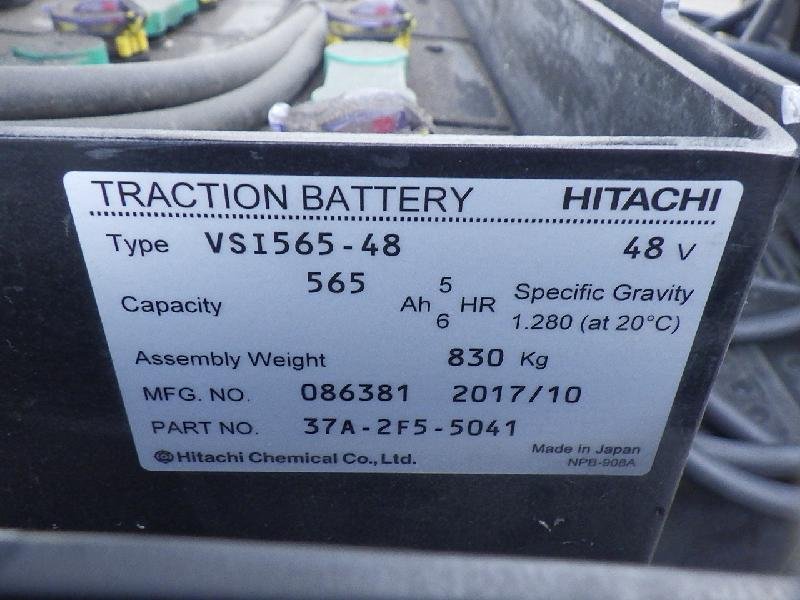 TRACTION BATTERY HITACHI
Type VSI565-48 48 V
565
Capacity Ah 5 HR Specific Gravity
6 1.280 (at 20°C)
Assembly Weight 830 Kg
MFG. NO. 086381 2017/10
PART NO. 37A-2F5-5041
Hitachi Chemical Co., Ltd. Made in Japan
NPB-908A